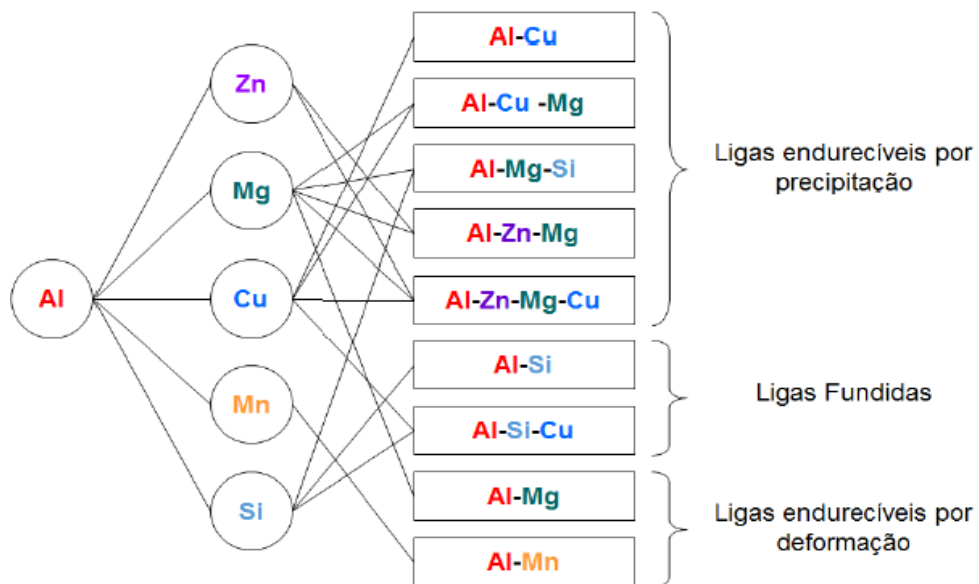 Al
Zn
Mg
Cu
Mn
Si
Al-Cu
Al-Cu -Mg
Al-Mg-Si
Al-Zn-Mg
Al-Zn-Mg-Cu
Al-Si
Al-Si-Cu
Al-Mg
Al-Mn
Ligas endurecíveis por
precipitação
Ligas Fundidas
Ligas endurecíveis por
deformação